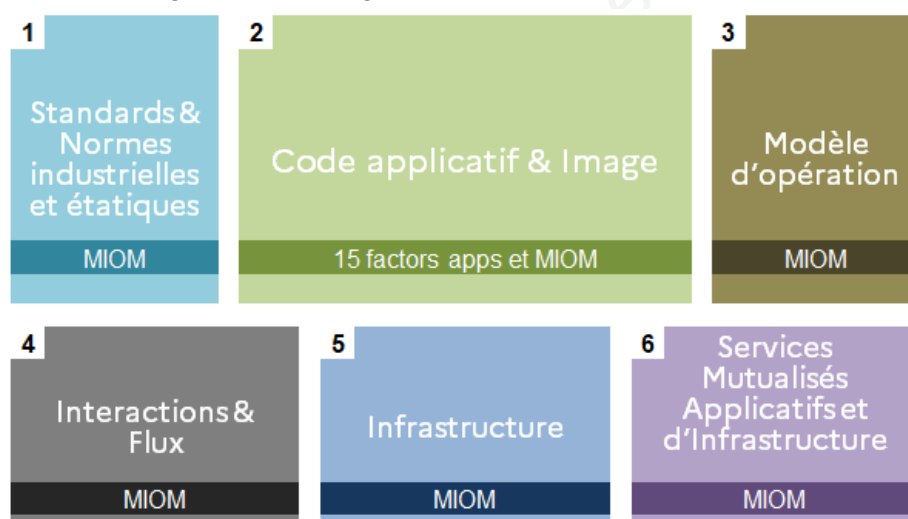 1
Standards &
Normes
industrielles
et étatiques
MIOM
2
Code applicatif & Image
15 factors apps et MIOM
3
Modèle
d'opération
MIOM
4
Interactions &
Flux
MIOM
5
Infrastructure
MIOM
6
Services
Mutualisés
Applicatifs et
d'Infrastructure
MIOM